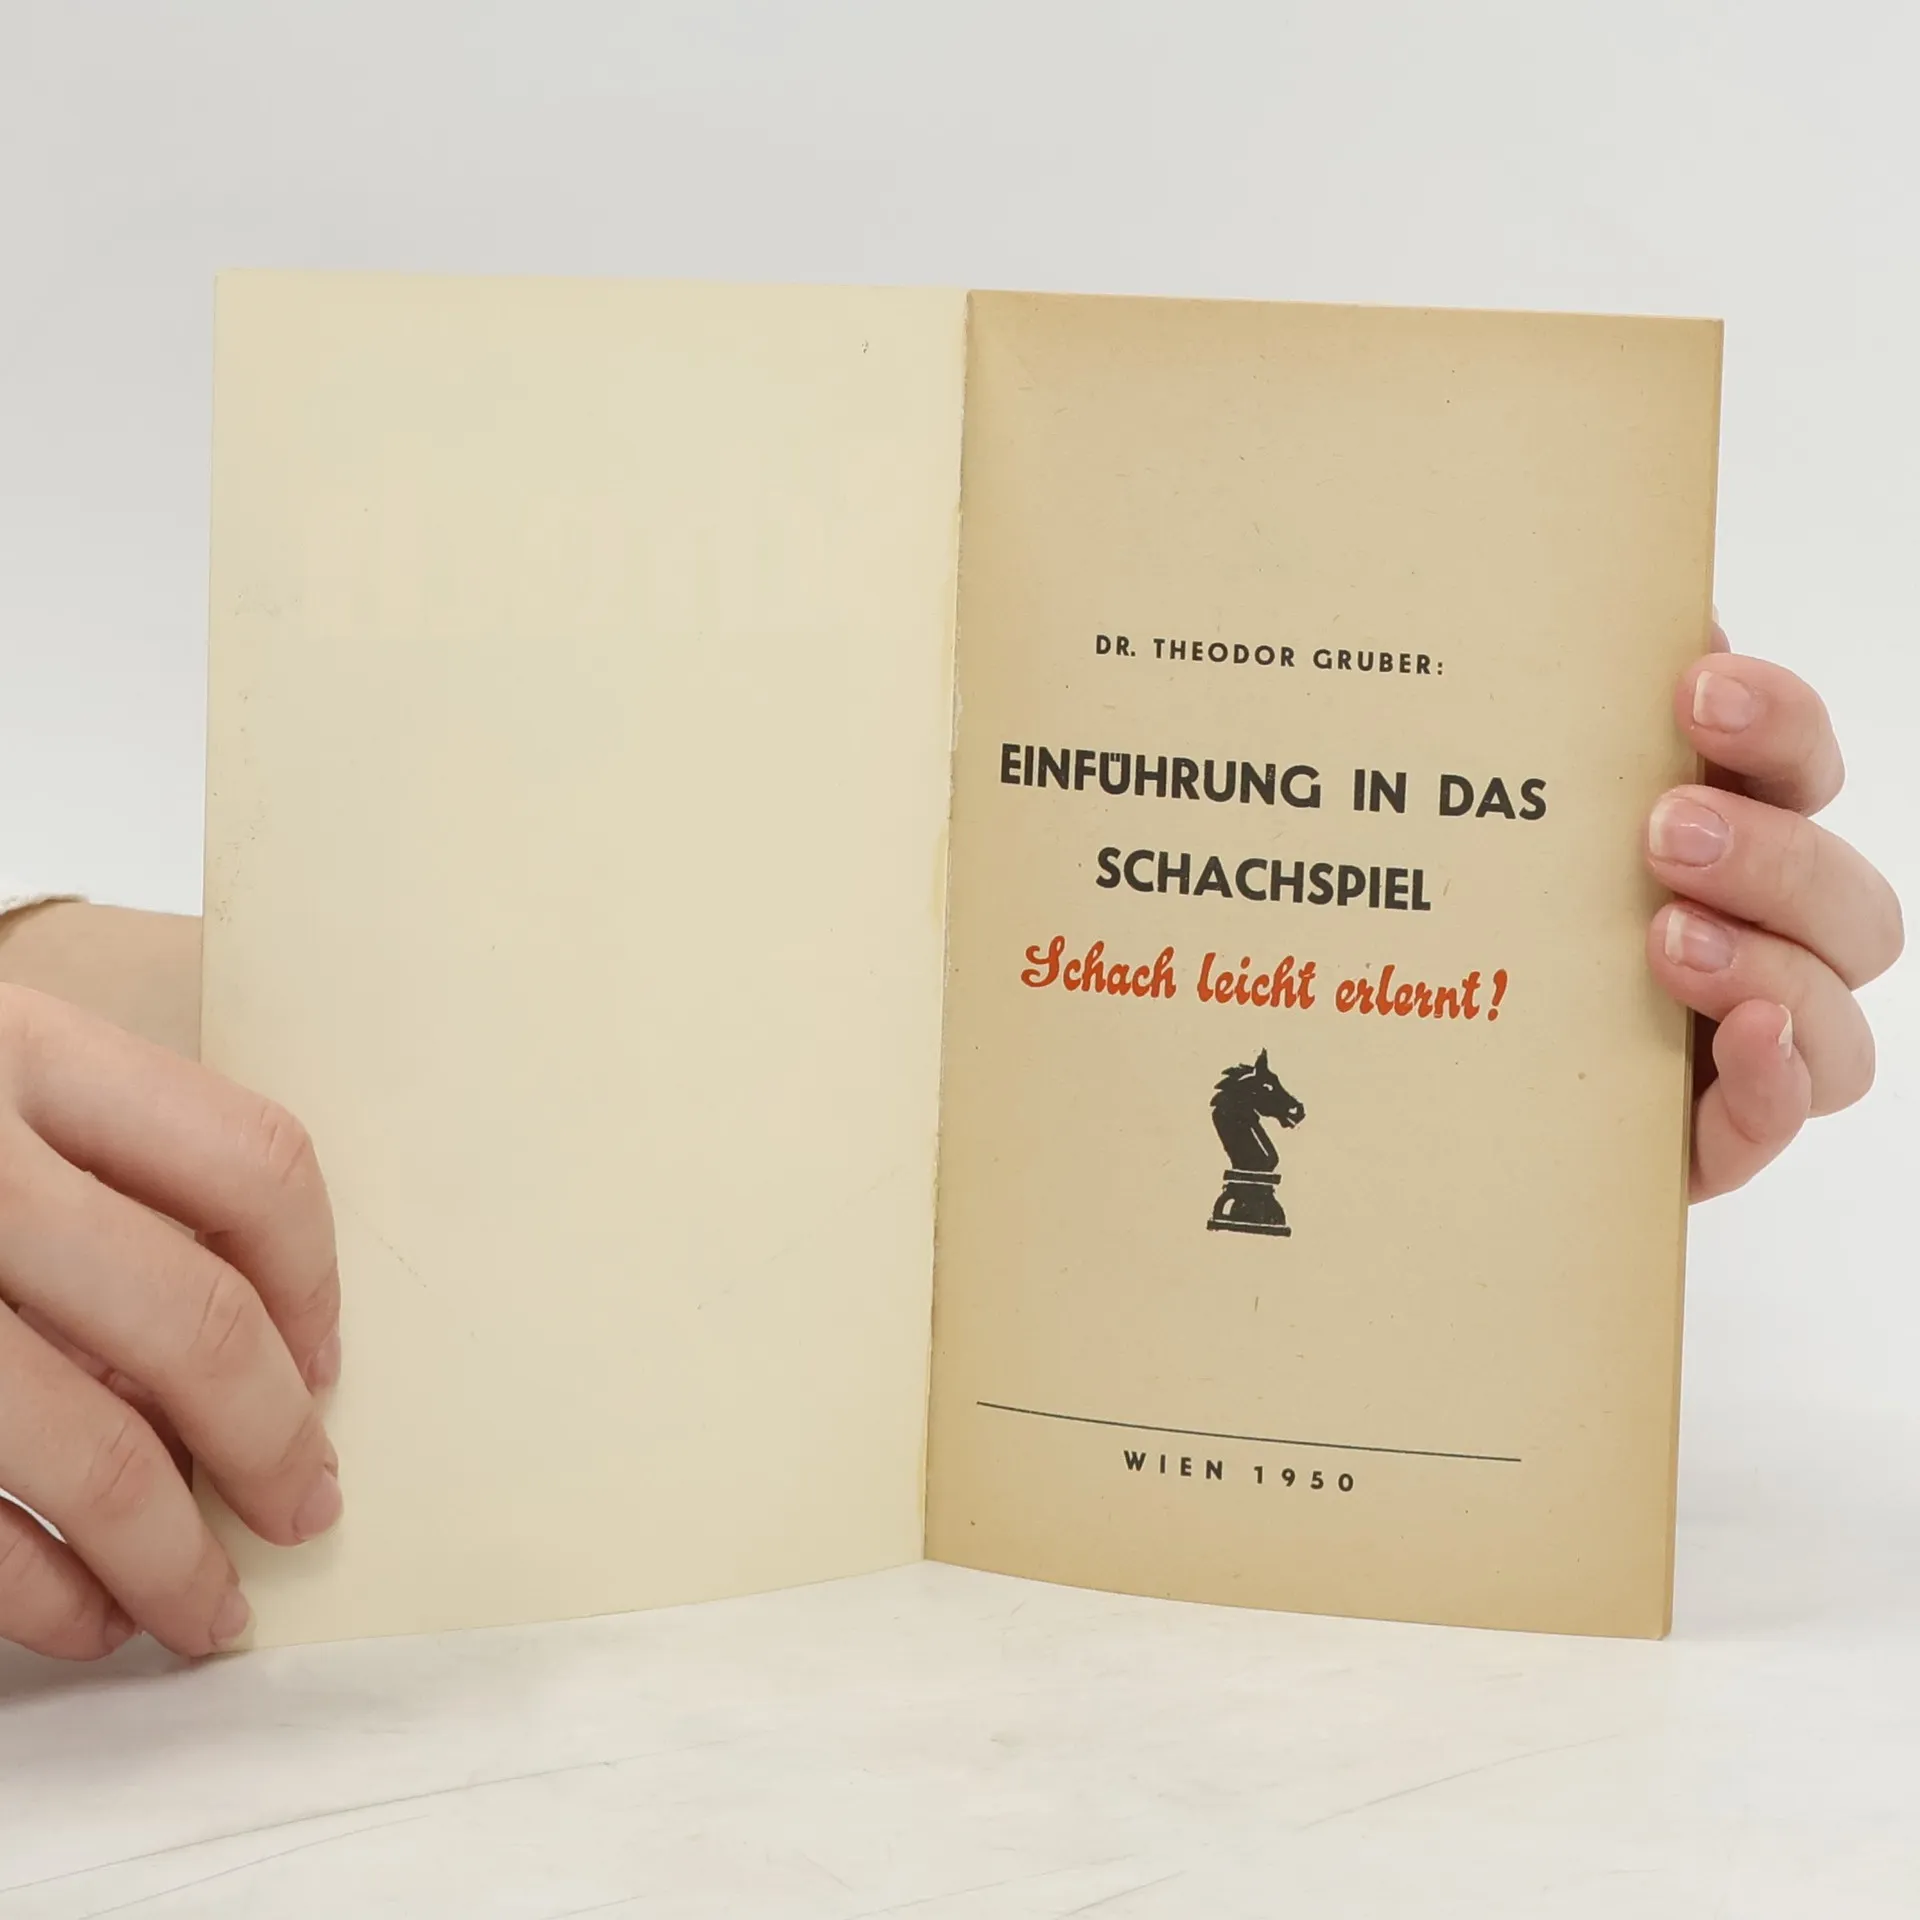 DR. THEODOR GRUBER:
EINFÜHRUNG IN DAS
SCHACHSPIEL
Schach leicht erlernt!
WIEN 1950